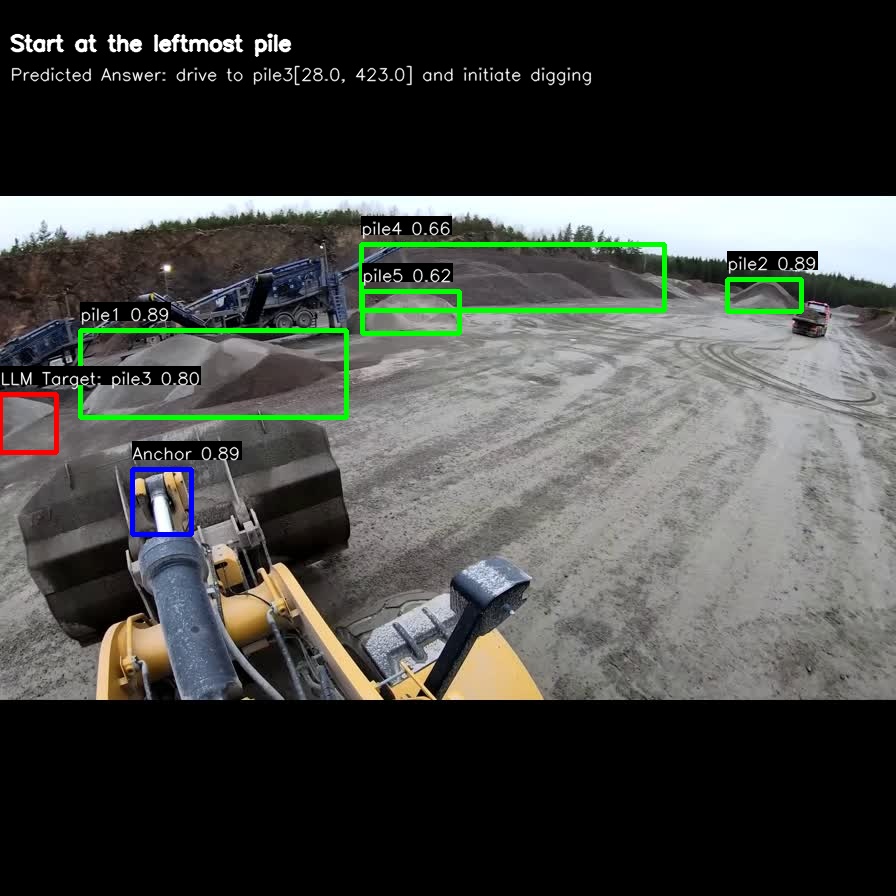 Start at the leftmost pile
Predicted Answer: drive to pile3[28.0, 423.0] and initiate digging
pile4 0.66
pile2 0.89
pile5 0.62
pile1 0.89
LLM Target: pile3 0.80
Anchor 0.89